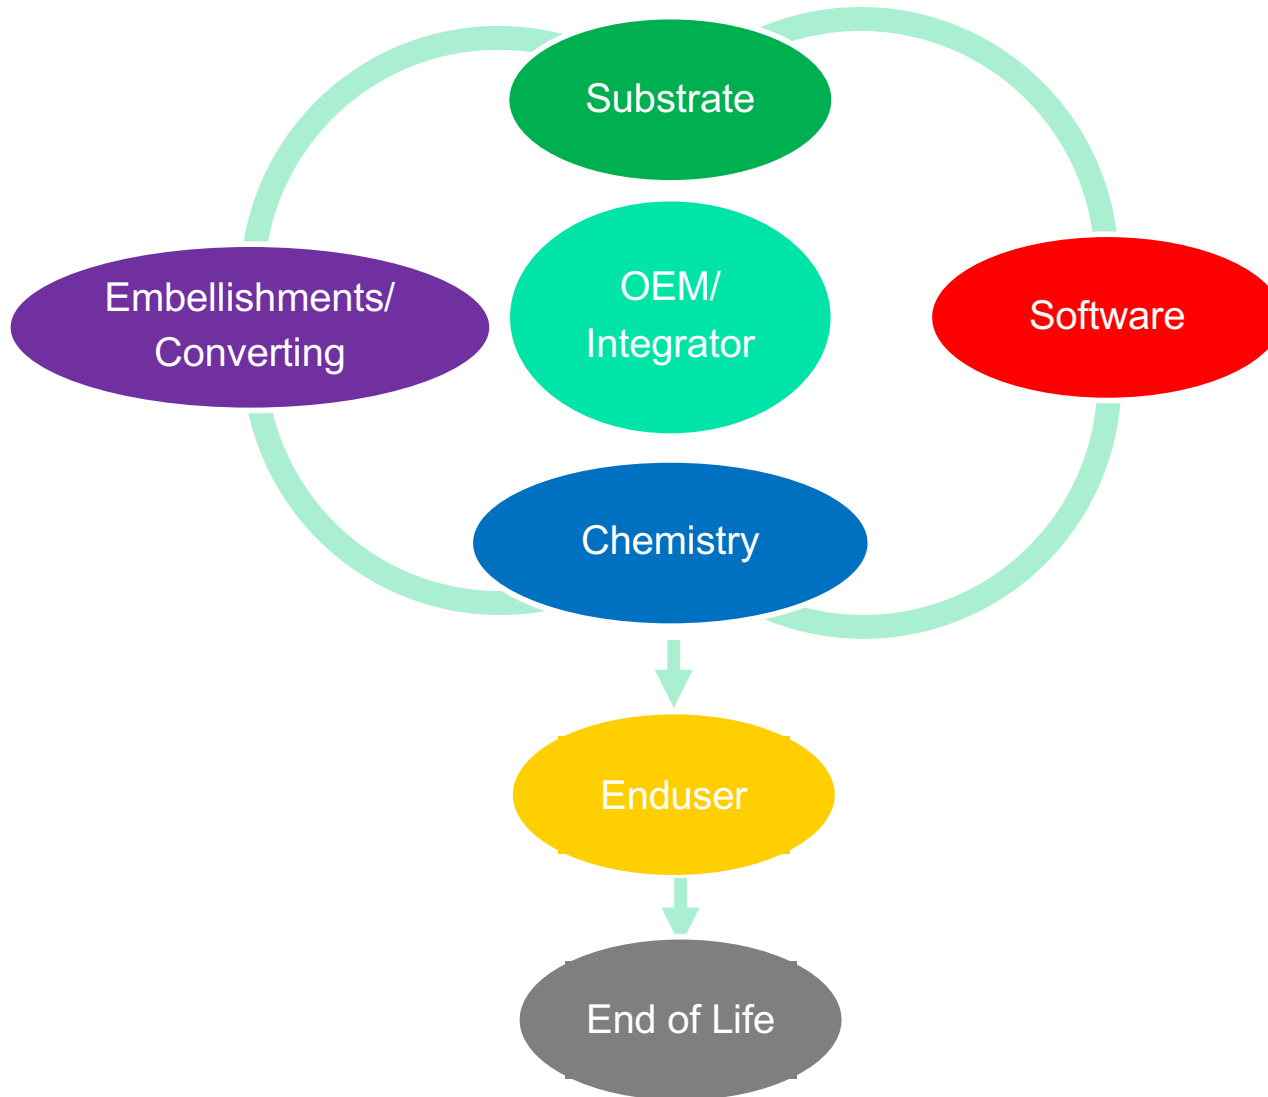 Substrate
Embellishments/
Converting
OEM/
Integrator
Software
Chemistry
Enduser
End of Life